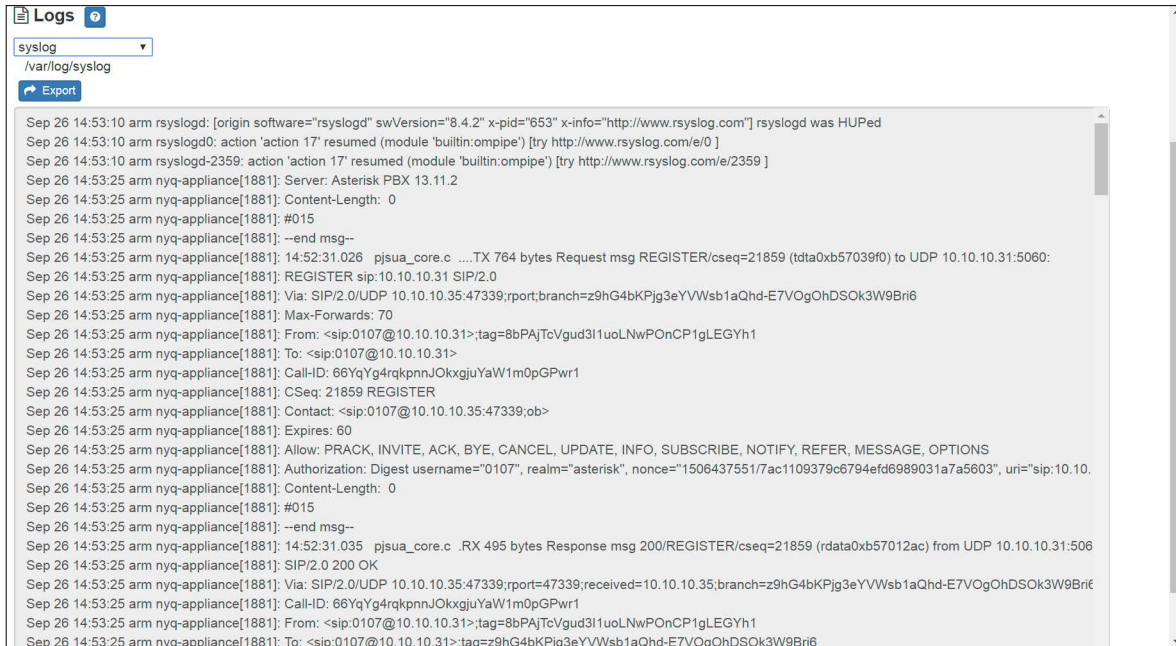 Logs
syslog
/var/log/syslog
Export
Sep 26 14:53:10 arm rsyslogd: [origin software="rsyslogd" swVersion="8.4.2" x-pid="653" x-info="http://www.rsyslog.com"] rsyslogd was HUPed
Sep 26 14:53:10 arm rsyslogd0: action 'action 17' resumed (module 'builtin:ompipe') [try http://www.rsyslog.com/e/0 ]
Sep 26 14:53:10 arm rsyslogd-2359: action 'action 17' resumed (module 'builtin:ompipe') [try http://www.rsyslog.com/e/2359 ]
Sep 26 14:53:25 arm nyq-appliance[1881]: Server: Asterisk PBX 13.11.2
Sep 26 14:53:25 arm nyq-appliance[1881]: Content-Length:  0
Sep 26 14:53:25 arm nyq-appliance[1881]: #015
Sep 26 14:53:25 arm nyq-appliance[1881]: --end msg--
Sep 26 14:53:25 arm nyq-appliance[1881]: 14:52:31.026   pjsua_core.c  ....TX 764 bytes Request msg REGISTER/cseq=21859 (tdta0xb57039f0) to UDP 10.10.10.31:5060:
Sep 26 14:53:25 arm nyq-appliance[1881]: REGISTER sip:10.10.10.31 SIP/2.0
Sep 26 14:53:25 arm nyq-appliance[1881]: Via: SIP/2.0/UDP 10.10.10.35:47339;rport;branch=z9hG4bKPjg3eYVWsb1aQhd-E7VOgOhDSOk3W9Bri6
Sep 26 14:53:25 arm nyq-appliance[1881]: Max-Forwards: 70
Sep 26 14:53:25 arm nyq-appliance[1881]: From: <sip:0107@10.10.10.31>;tag=8bPAjTcVgud3I1uoLNwPOnCP1gLEGYh1
Sep 26 14:53:25 arm nyq-appliance[1881]: To: <sip:0107@10.10.10.31>
Sep 26 14:53:25 arm nyq-appliance[1881]: Call-ID: 66YqYg4rqkpnnJOkxgjuYaW1m0pGPwr1
Sep 26 14:53:25 arm nyq-appliance[1881]: CSeq: 21859 REGISTER
Sep 26 14:53:25 arm nyq-appliance[1881]: Contact: <sip:0107@10.10.10.35:47339;ob>
Sep 26 14:53:25 arm nyq-appliance[1881]: Expires: 60
Sep 26 14:53:25 arm nyq-appliance[1881]: Allow: PRACK, INVITE, ACK, BYE, CANCEL, UPDATE, INFO, SUBSCRIBE, NOTIFY, REFER, MESSAGE, OPTIONS
Sep 26 14:53:25 arm nyq-appliance[1881]: Authorization: Digest username="0107", realm="asterisk", nonce="1506437551/7ac1109379c6794efd6989031a7a5603", uri="sip:10.10.
Sep 26 14:53:25 arm nyq-appliance[1881]: Content-Length:  0
Sep 26 14:53:25 arm nyq-appliance[1881]: #015
Sep 26 14:53:25 arm nyq-appliance[1881]: --end msg--
Sep 26 14:53:25 arm nyq-appliance[1881]: 14:52:31.035   pjsua_core.c  .RX 495 bytes Response msg 200/REGISTER/cseq=21859 (rdata0xb57012ac) from UDP 10.10.10.31:506
Sep 26 14:53:25 arm nyq-appliance[1881]: SIP/2.0 200 OK
Sep 26 14:53:25 arm nyq-appliance[1881]: Via: SIP/2.0/UDP 10.10.10.35:47339;rport=47339;received=10.10.10.35;branch=z9hG4bKPjg3eYVWsb1aQhd-E7VOgOhDSOk3W9Bri6
Sep 26 14:53:25 arm nyq-appliance[1881]: Call-ID: 66YqYg4rqkpnnJOkxgjuYaW1m0pGPwr1
Sep 26 14:53:25 arm nyq-appliance[1881]: From: <sip:0107@10.10.10.31>;tag=8bPAjTcVgud3I1uoLNwPOnCP1gLEGYh1
Sep 26 14:53:25 arm nyq-appliance[1881]: To: <sip:0107@10.10.10.31>;tag=z9hG4bKPjg3eYVWsb1aQhd-E7VOgOhDSOk3W9Bri6